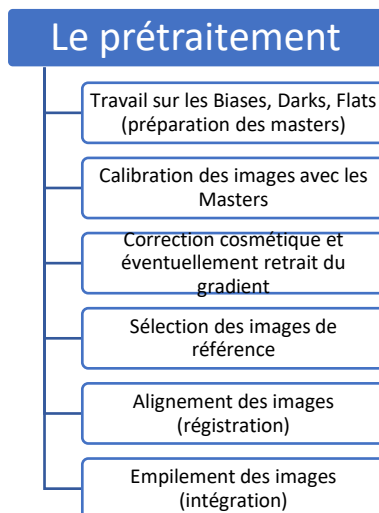 Le prétraitement
Travail sur les Biases, Darks, Flats
(préparation des masters)
Calibration des images avec les
Masters
Correction cosmétique et
éventuellement retrait du
gradient
Sélection des images de
référence
Alignement des images
(régistration)
Empilement des images
(intégration)